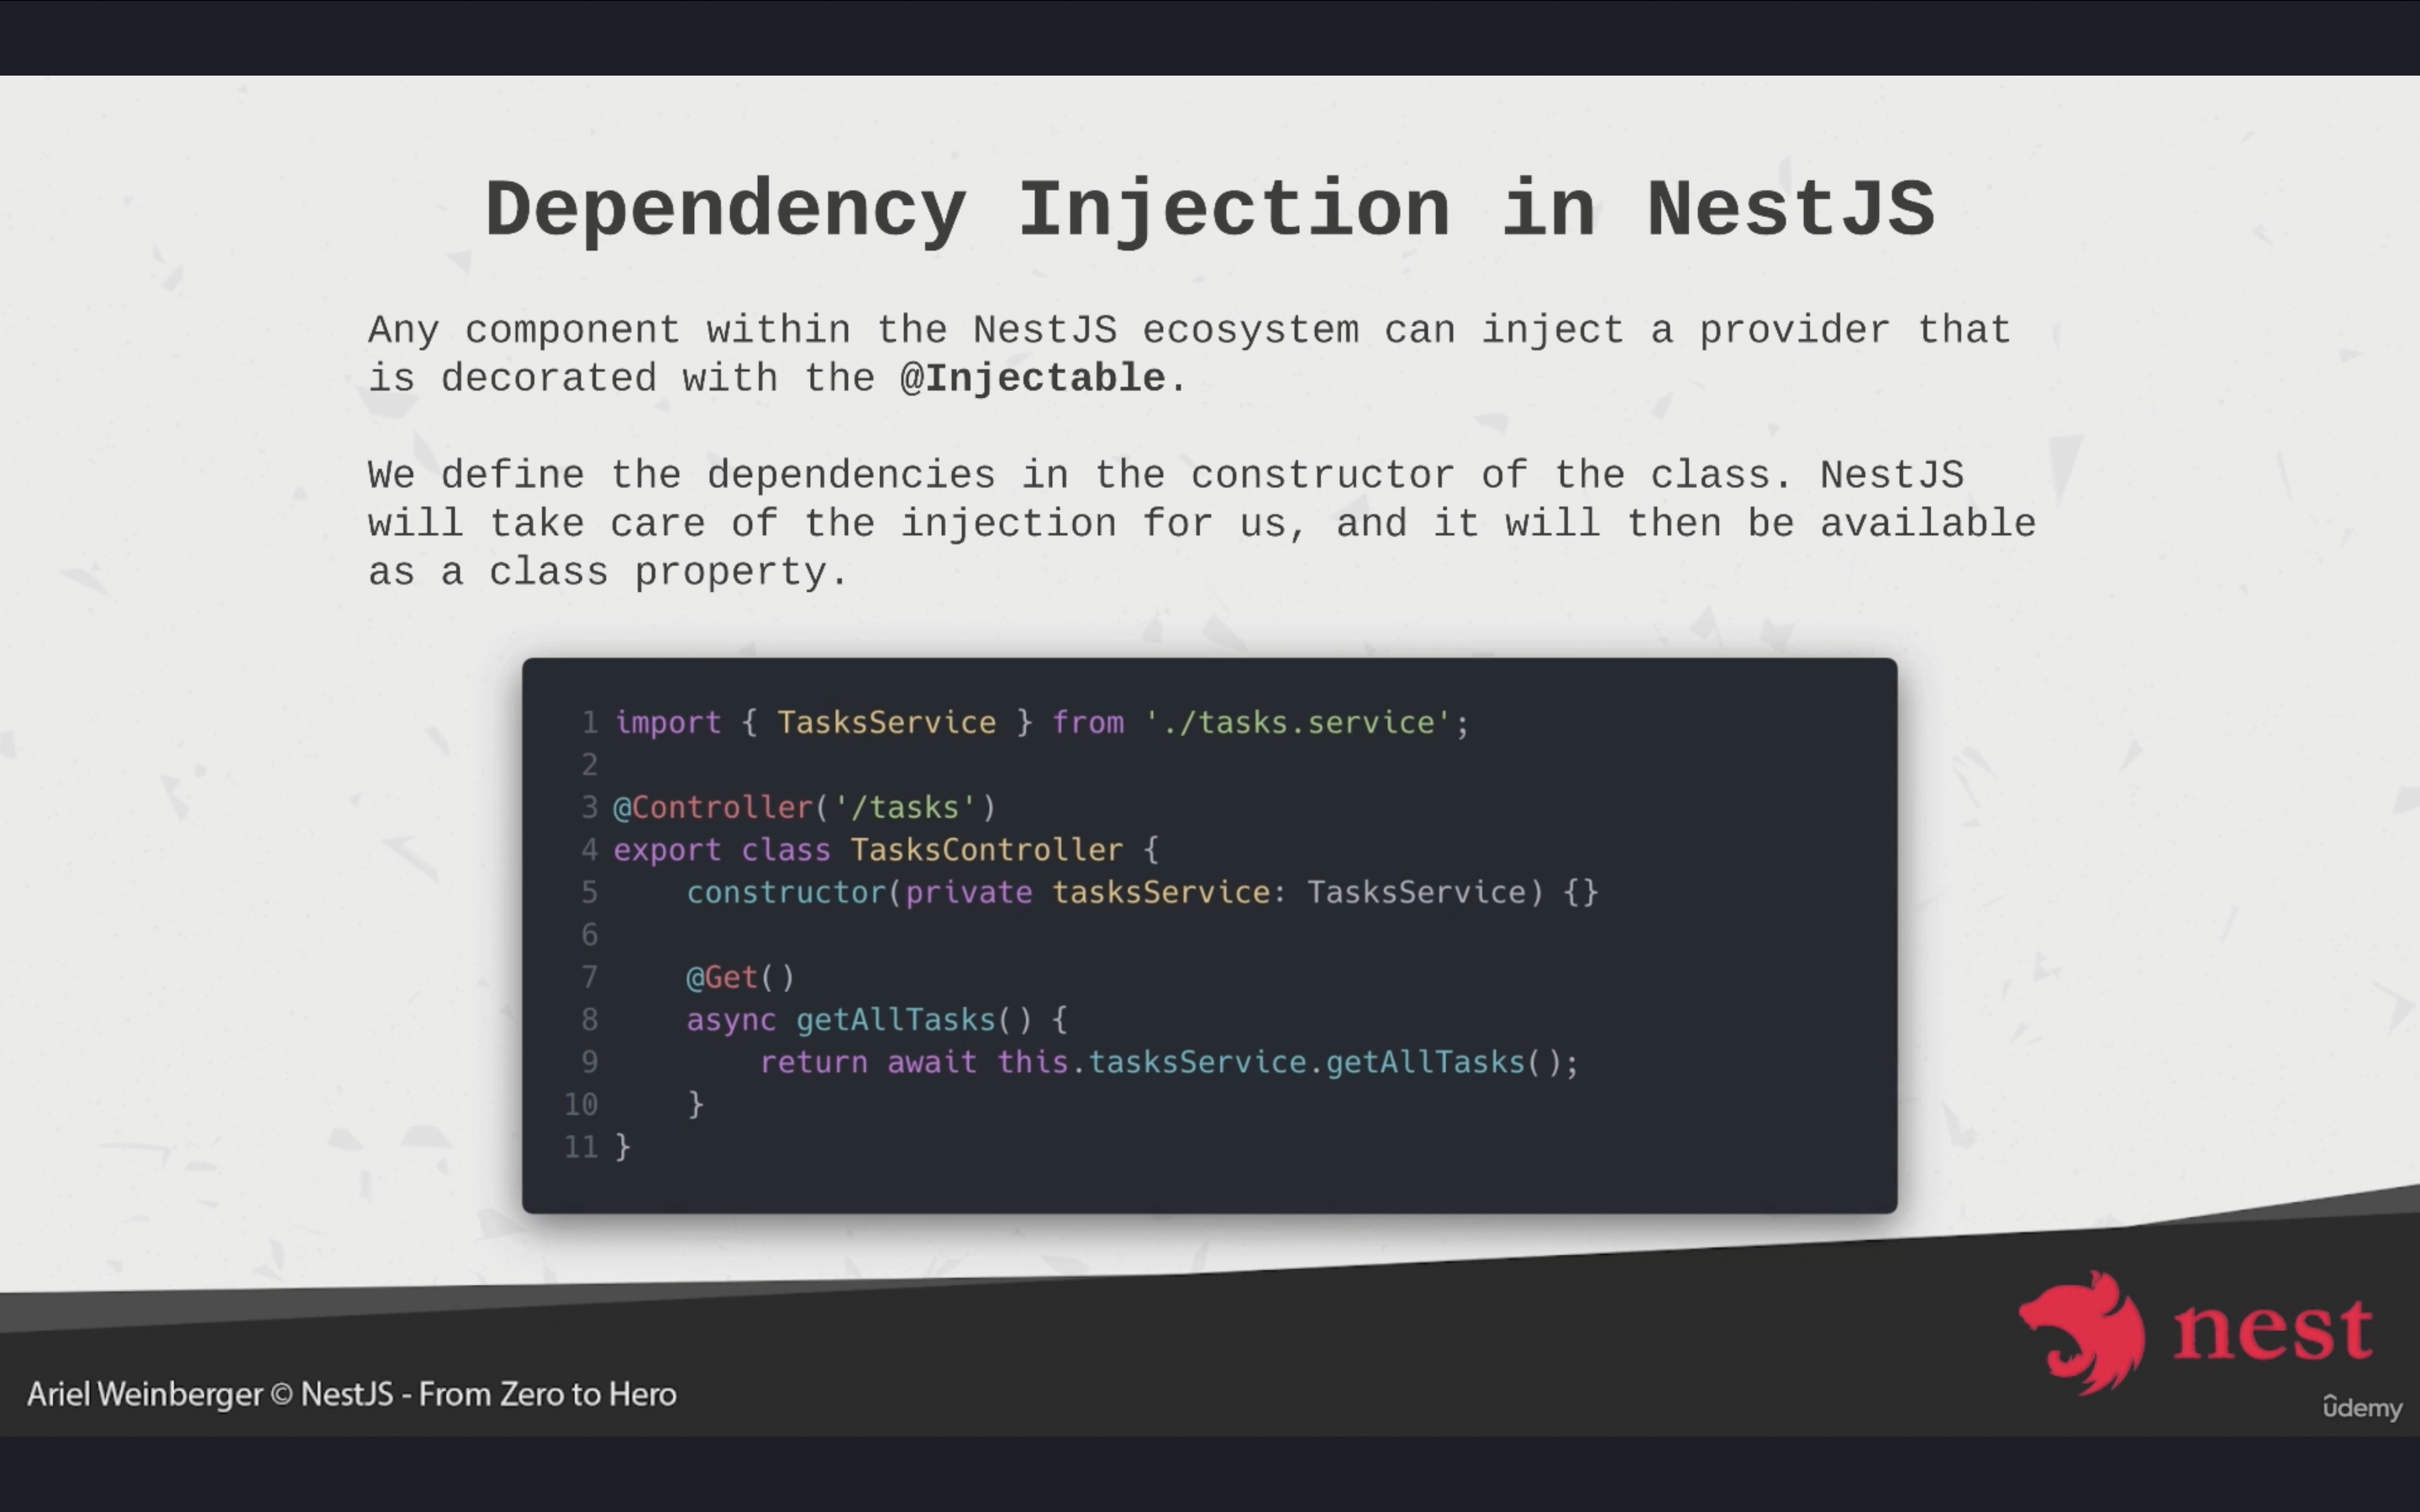 Dependency Injection in NestJS
Any component within the NestJS ecosystem can inject a provider that
is decorated with the @Injectable.
We define the dependencies in the constructor of the class. NestJS
will take care of the injection for us, and it will then be available
as a class property.
1 import { TasksService } from './tasks.service';
2
3 @Controller('/tasks')
4 export class TasksController {
5     constructor(private tasksService: TasksService) {}
6
7     @Get()
8     async getAllTasks() {
9         return await this.tasksService.getAllTasks();
10     }
11 }
nest
Ariel Weinberger © NestJS - From Zero to Hero
ûdemy